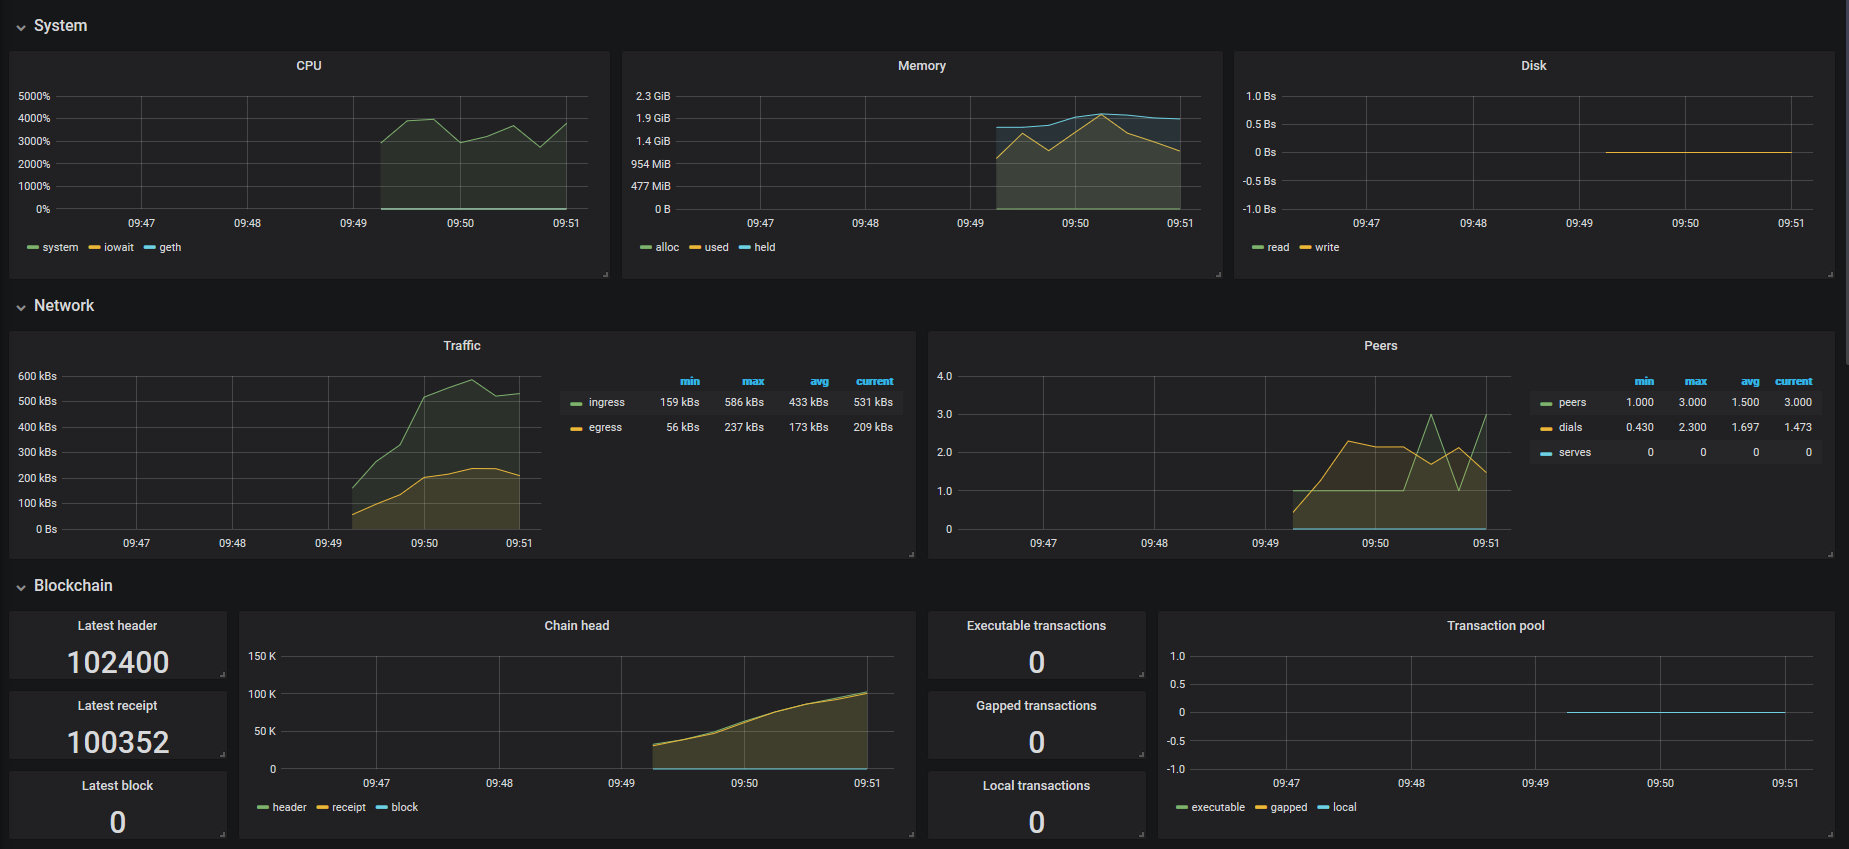 System
CPU
5000%
4000%
3000%
2000%
1000%
0%
09:47 09:48 09:49 09:50 09:51
system iowait geth
Memory
2.3 GiB
1.9 GiB
1.4 GiB
954 MiB
477 MiB
0 B
09:47 09:48 09:49 09:50 09:51
alloc used held
Disk
1.0 Bs
0.5 Bs
0 Bs
-0.5 Bs
-1.0 Bs
09:47 09:48 09:49 09:50 09:51
read write
Network
Traffic
600 kBs
500 kBs
400 kBs
300 kBs
200 kBs
100 kBs
0 Bs
09:47 09:48 09:49 09:50 09:51
min max avg current
ingress 159 kBs 586 kBs 433 kBs 531 kBs
egress 56 kBs 237 kBs 173 kBs 209 kBs
Peers
4.0
3.0
2.0
1.0
0
09:47 09:48 09:49 09:50 09:51
min max avg current
peers 1.000 3.000 1.500 3.000
dials 0.430 2.300 1.697 1.473
serves 0 0 0 0
Blockchain
Latest header
102400
Latest receipt
100352
Latest block
0
Chain head
150 K
100 K
50 K
0
09:47 09:48 09:49 09:50 09:51
header receipt block
Executable transactions
0
Gapped transactions
0
Local transactions
0
Transaction pool
1.0
0.5
0
-0.5
-1.0
09:47 09:48 09:49 09:50 09:51
executable gapped local